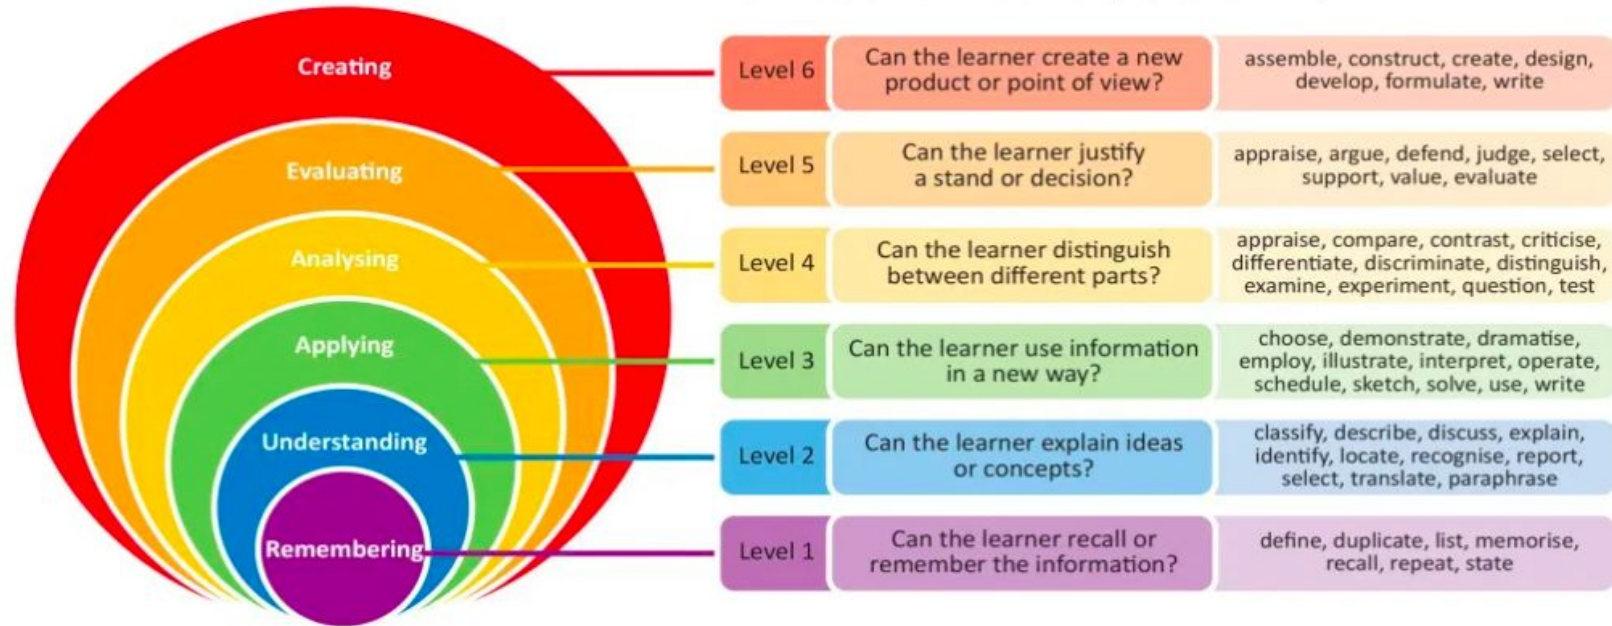 Creating
Evaluating
Analysing
Applying
Understanding
Remembering
Level 6
Can the learner create a new
product or point of view?
assemble, construct, create, design,
develop, formulate, write
Level 5
Can the learner justify
a stand or decision?
appraise, argue, defend, judge, select,
support, value, evaluate
Level 4
Can the learner distinguish
between different parts?
appraise, compare, contrast, criticise,
differentiate, discriminate, distinguish,
examine, experiment, question, test
Level 3
Can the learner use information
in a new way?
choose, demonstrate, dramatise,
employ, illustrate, interpret, operate,
schedule, sketch, solve, use, write
Level 2
Can the learner explain ideas
or concepts?
classify, describe, discuss, explain,
identify, locate, recognise, report,
select, translate, paraphrase
Level 1
Can the learner recall or
remember the information?
define, duplicate, list, memorise,
recall, repeat, state